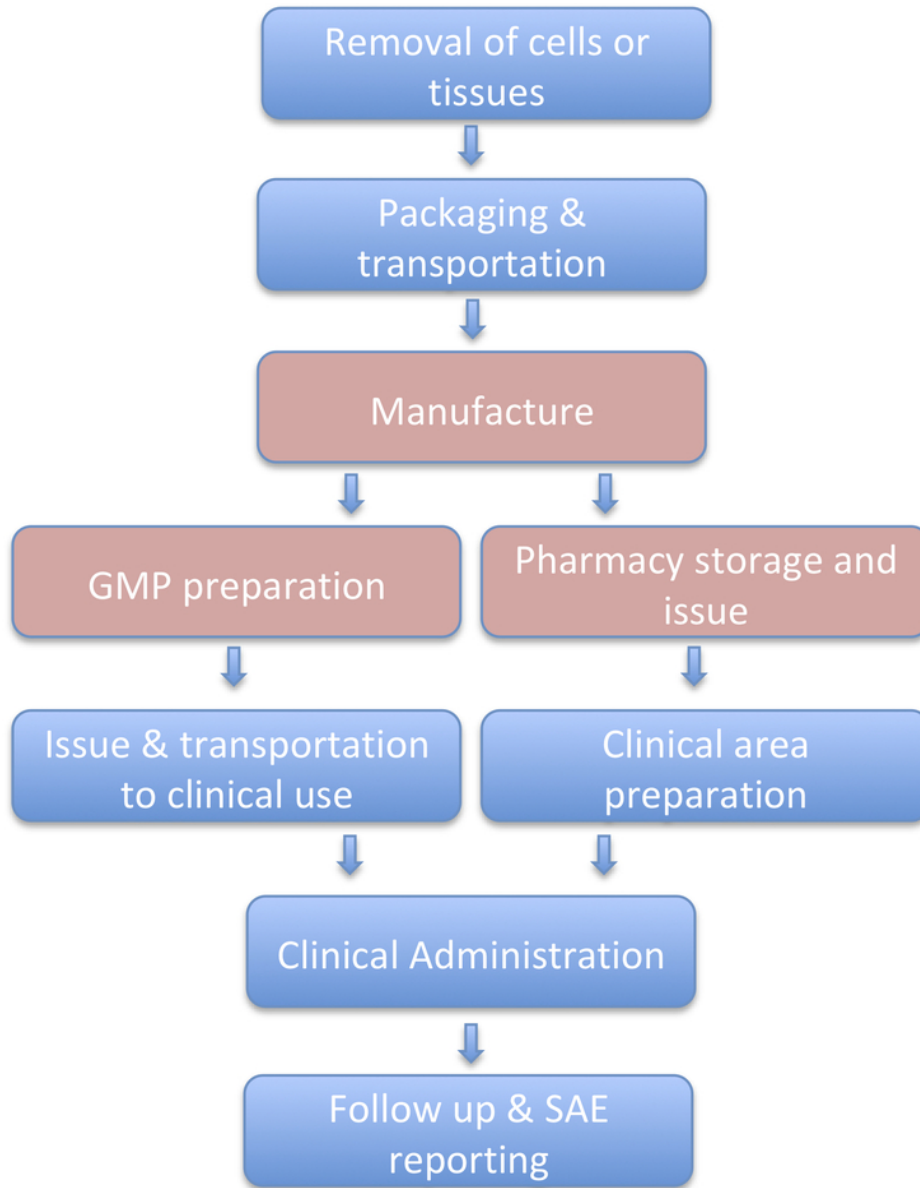 Removal of cells or
tissues
Packaging &
transportation
Manufacture
GMP preparation
Pharmacy storage and
issue
Issue & transportation
to clinical use
Clinical area
preparation
Clinical Administration
Follow up & SAE
reporting